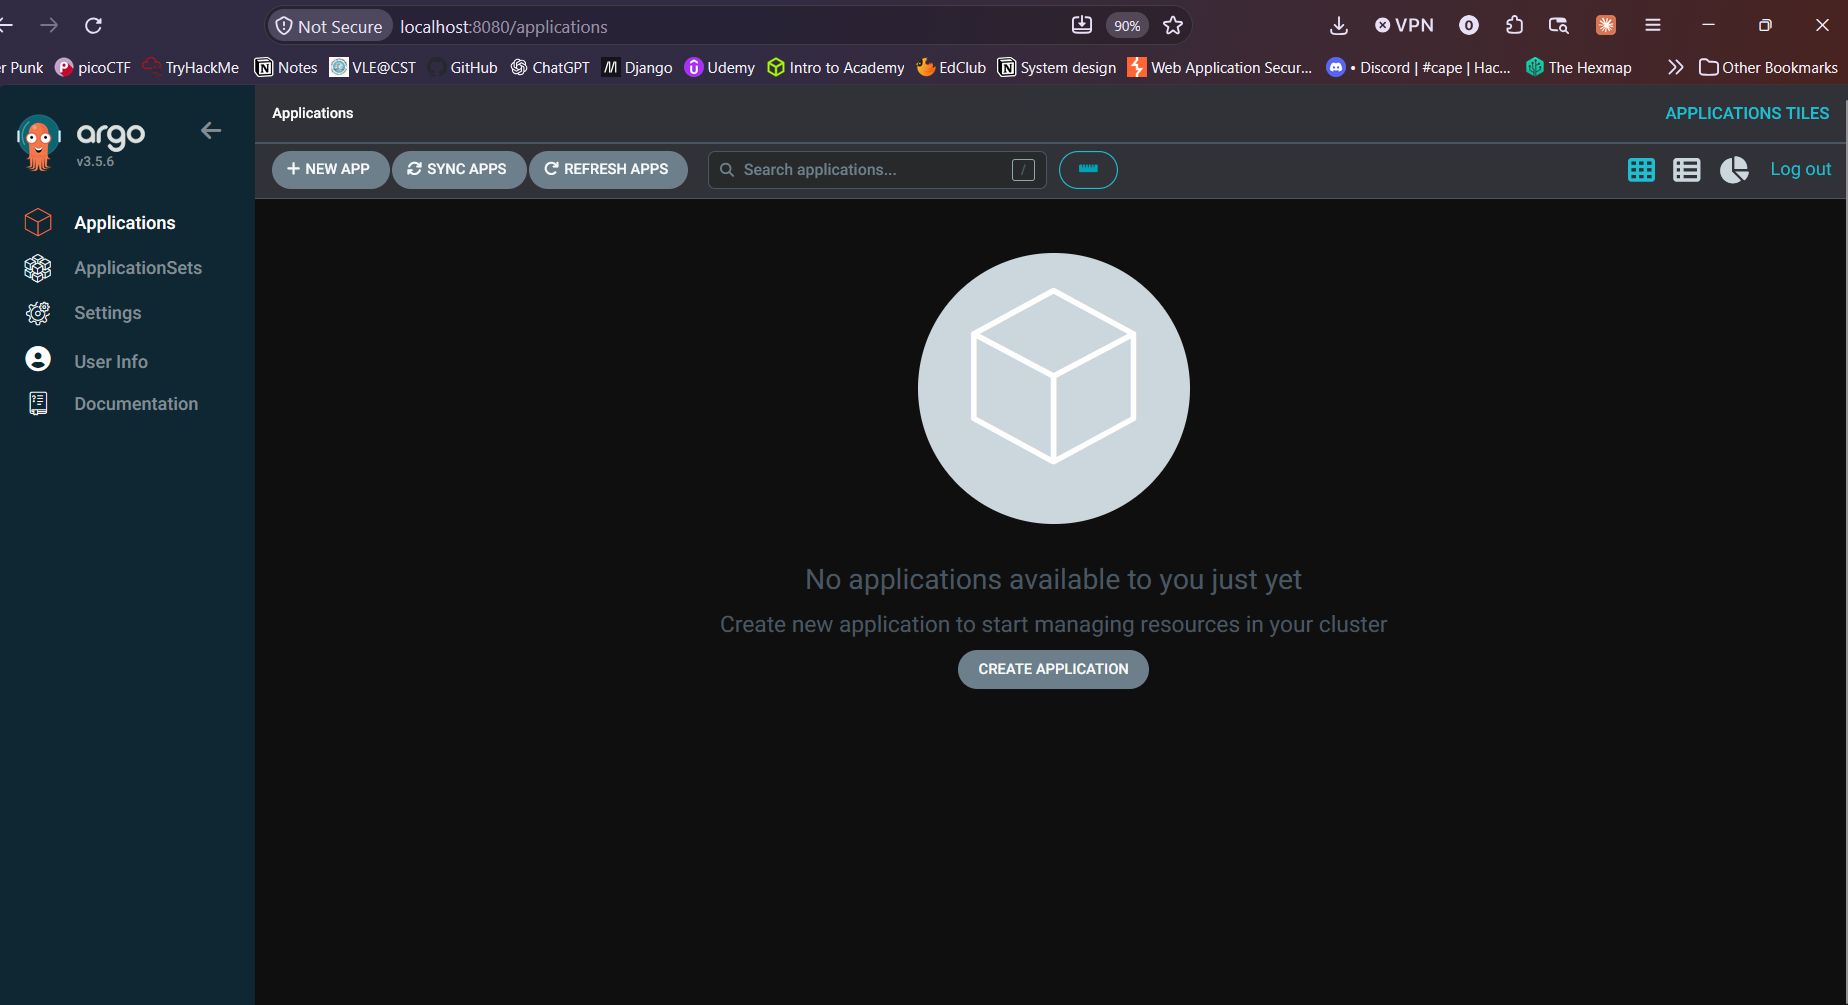 Not Secure localhost:8080/applications 90% VPN
r Punk picoCTF TryHackMe Notes VLE@CST GitHub ChatGPT Django Udemy Intro to Academy EdClub System design Web Application Secur... • Discord | #cape | Hac... The Hexmap Other Bookmarks
argo
v3.5.6
Applications
ApplicationSets
Settings
User Info
Documentation
Applications APPLICATIONS TILES
NEW APP SYNC APPS REFRESH APPS Search applications... / Log out
No applications available to you just yet
Create new application to start managing resources in your cluster
CREATE APPLICATION